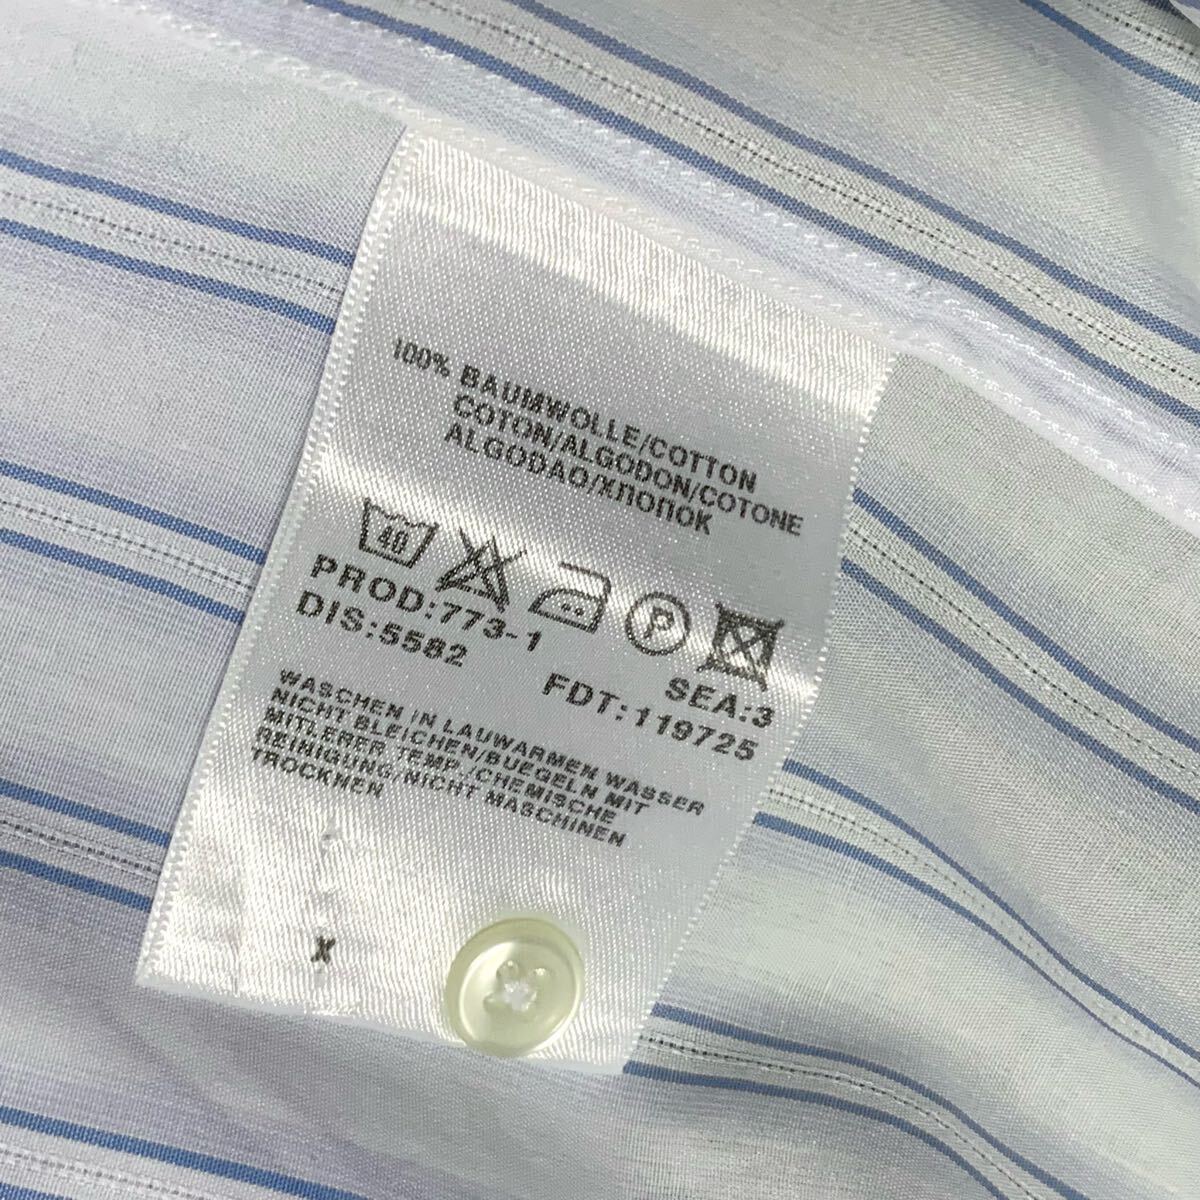 100% BAUMWOLLE/COTTON
COTON/ALGODON/COTONE
ALGODAO/ХПОПОК
40 P
PROD:773-1 SEA:3
DIS:5582 FDT:119725
WASCHEN IN LAUWARMEN WASSER
NICHT BLEICHEN/BUEGELN MIT
MITLERER TEMP./CHEMISCHE
REINIGUNG/NICHT MASCHINEN
TROCKNEN
X